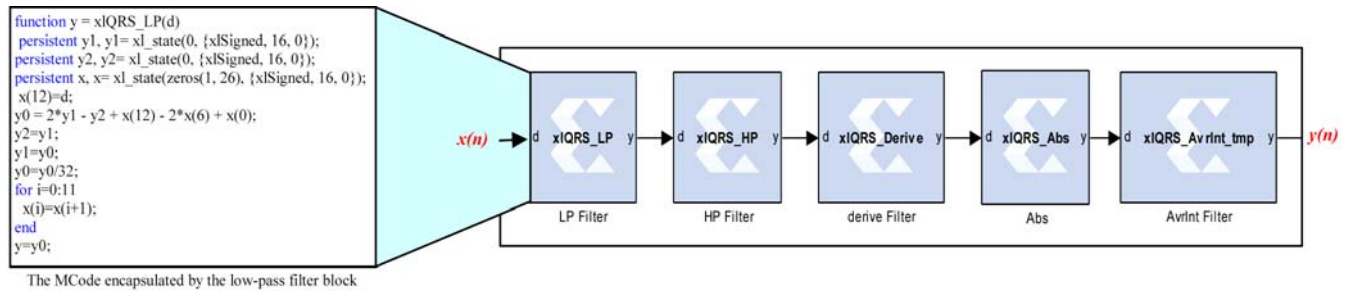 function y = xlQRS_LP(d)
persistent y1, y1= xl_state(0, {xlSigned, 16, 0});
persistent y2, y2= xl_state(0, {xlSigned, 16, 0});
persistent x, x= xl_state(zeros(1, 26), {xlSigned, 16, 0});
x(12)=d;
y0 = 2*y1 - y2 + x(12) - 2*x(6) + x(0);
y2=y1;
y1=y0;
y0=y0/32;
for i=0:11
x(i)=x(i+1);
end
y=y0;
The MCode encapsulated by the low-pass filter block
x(n)
d xlQRS_LP y
LP Filter
d xlQRS_HP y
HP Filter
d xlQRS_Derive y
derive Filter
d xlQRS_Abs y
Abs
d xlQRS_AvrInt_tmp y
AvrInt Filter
y(n)